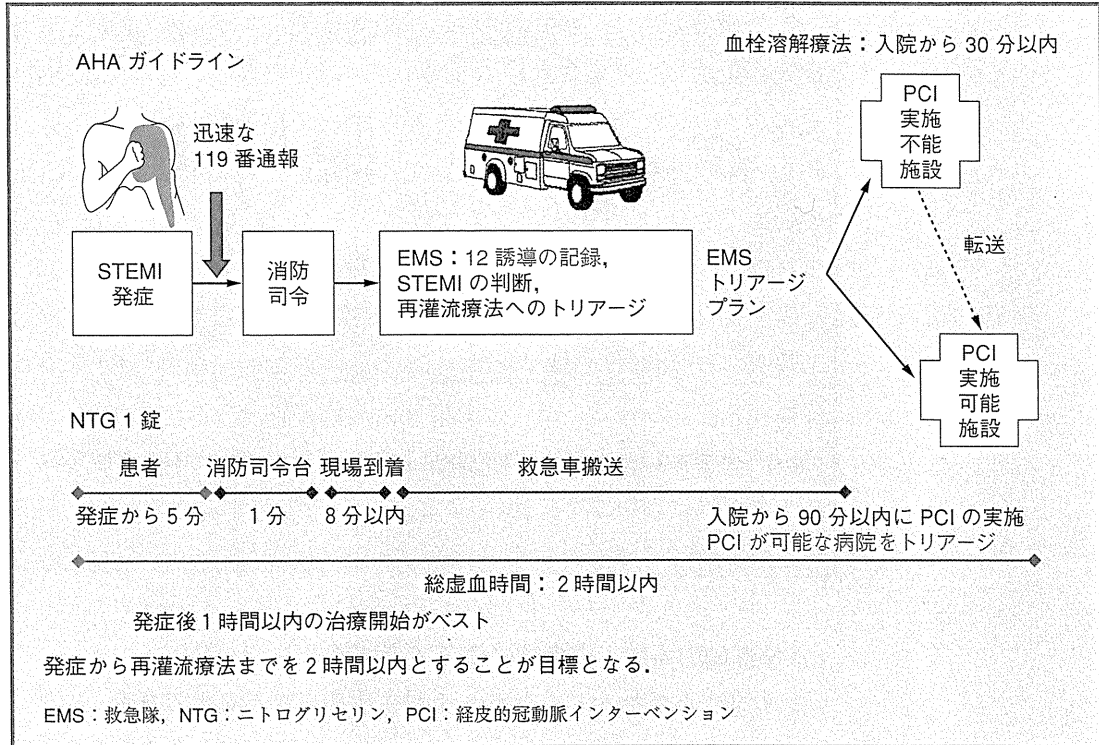 血栓溶解療法：入院から 30 分以内
AHA ガイドライン
迅速な
119 番通報
PCI
実施
不能
施設
転送
STEMI
発症
消防
司令
EMS：12 誘導の記録，
STEMI の判断，
再灌流療法へのトリアージ
EMS
トリアージ
プラン
PCI
実施
可能
施設
NTG 1 錠
患者
消防司令台
現場到着
救急車搬送
発症から 5 分
1 分
8 分以内
入院から 90 分以内に PCI の実施
PCI が可能な病院をトリアージ
総虚血時間：2 時間以内
発症後 1 時間以内の治療開始がベスト
発症から再灌流療法までを 2 時間以内とすることが目標となる．
EMS：救急隊，NTG：ニトログリセリン，PCI：経皮的冠動脈インターベンション